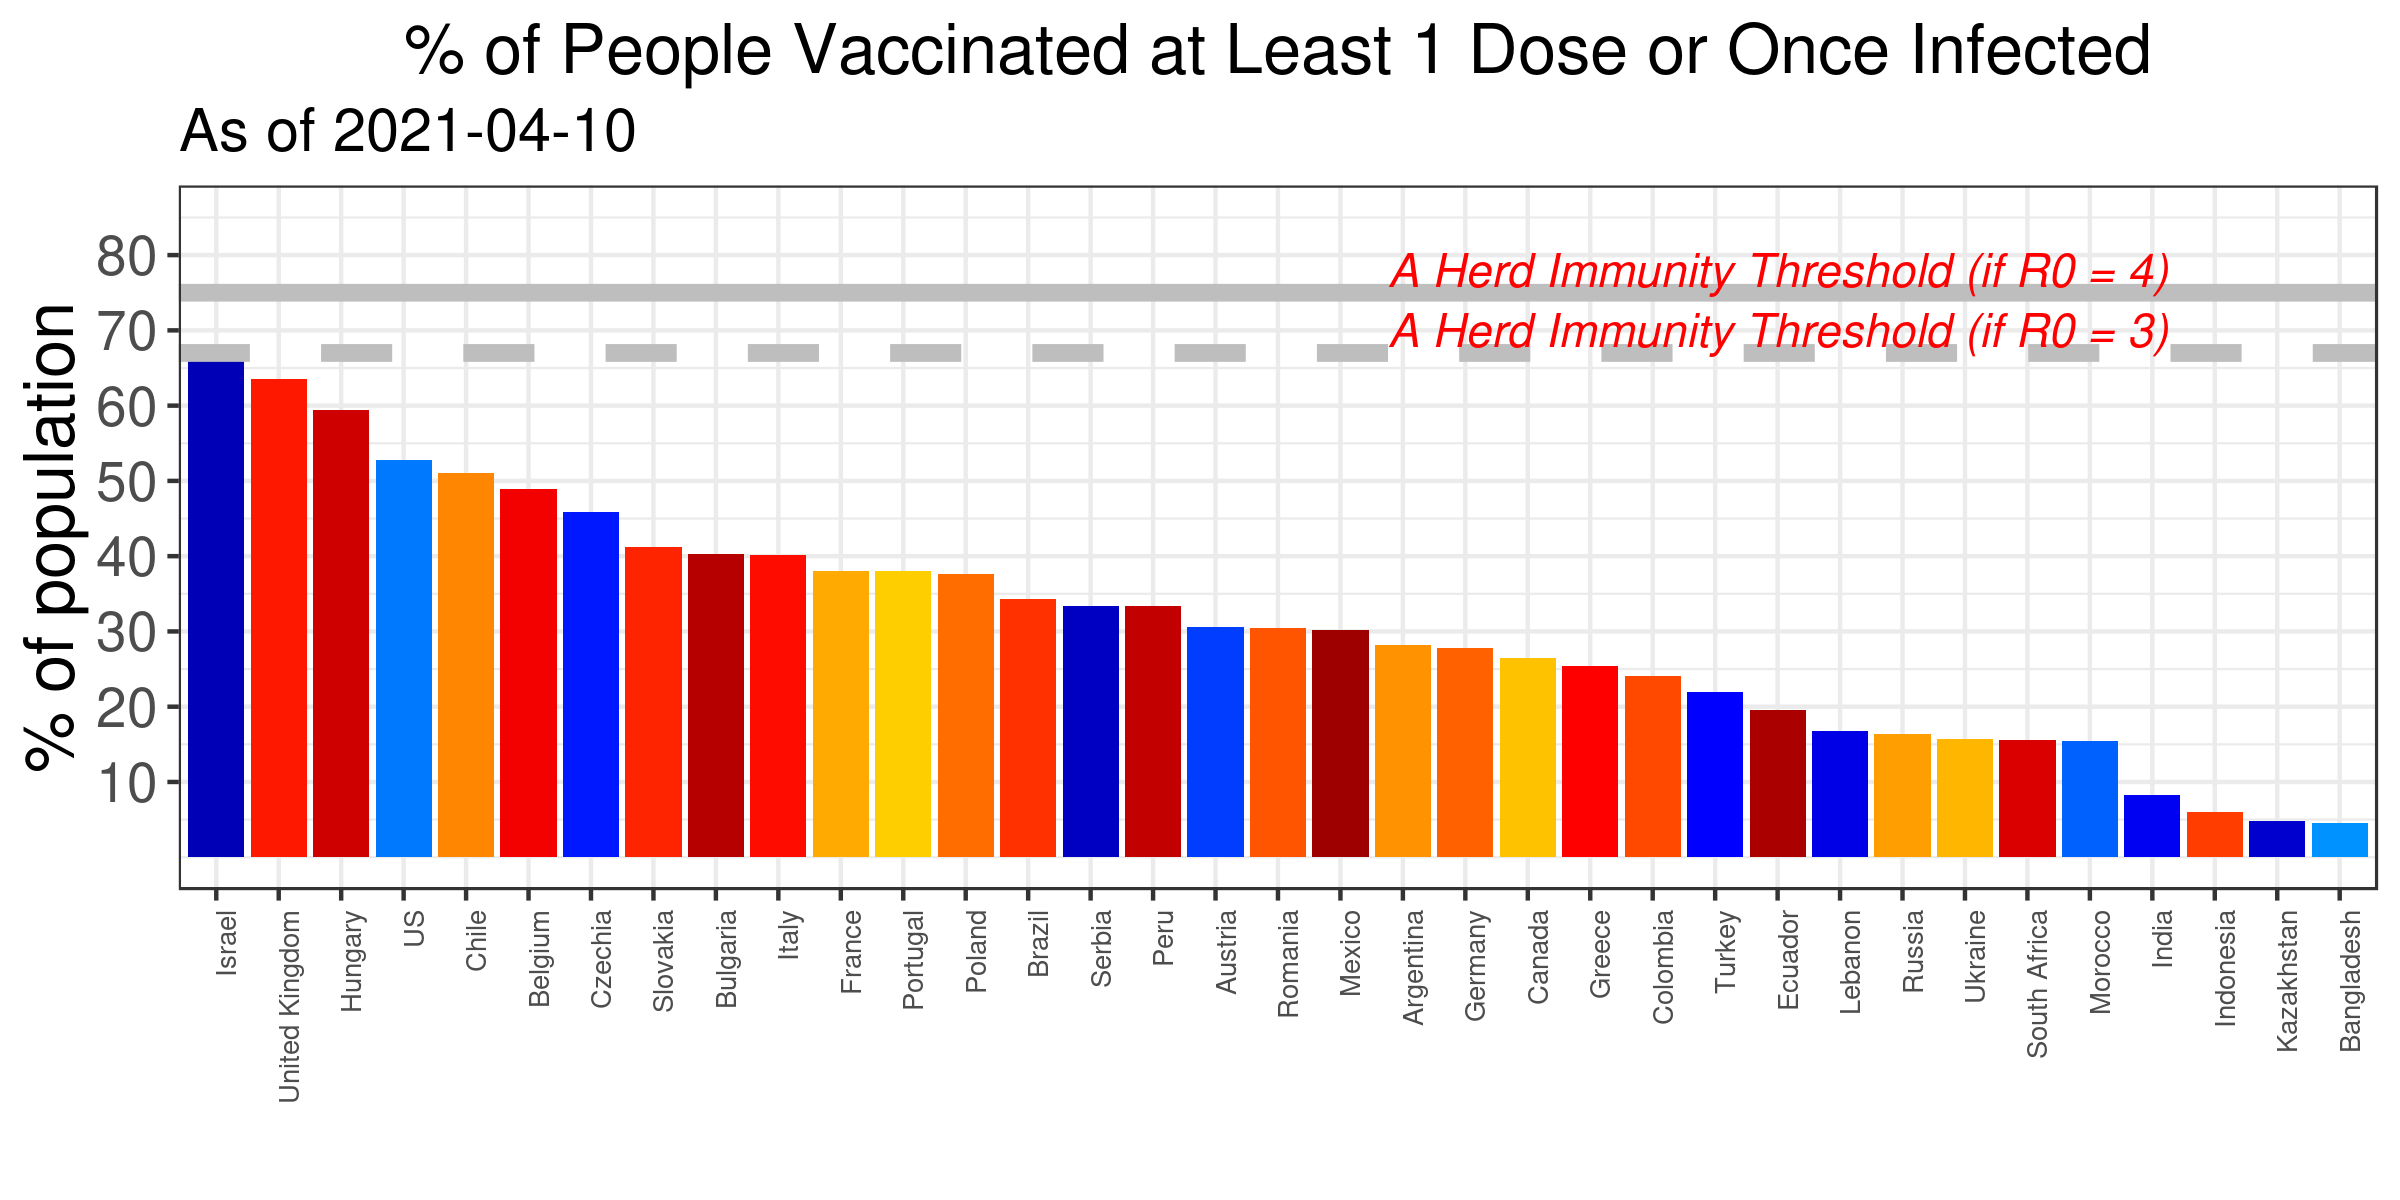 % of People Vaccinated at Least 1 Dose or Once Infected
As of 2021-04-10
% of population
80
70
60
50
40
30
20
10
A Herd Immunity Threshold (if R0 = 4)
A Herd Immunity Threshold (if R0 = 3)
Israel
United Kingdom
Hungary
US
Chile
Belgium
Czechia
Slovakia
Bulgaria
Italy
France
Portugal
Poland
Brazil
Serbia
Peru
Austria
Romania
Mexico
Argentina
Germany
Canada
Greece
Colombia
Turkey
Ecuador
Lebanon
Russia
Ukraine
South Africa
Morocco
India
Indonesia
Kazakhstan
Bangladesh